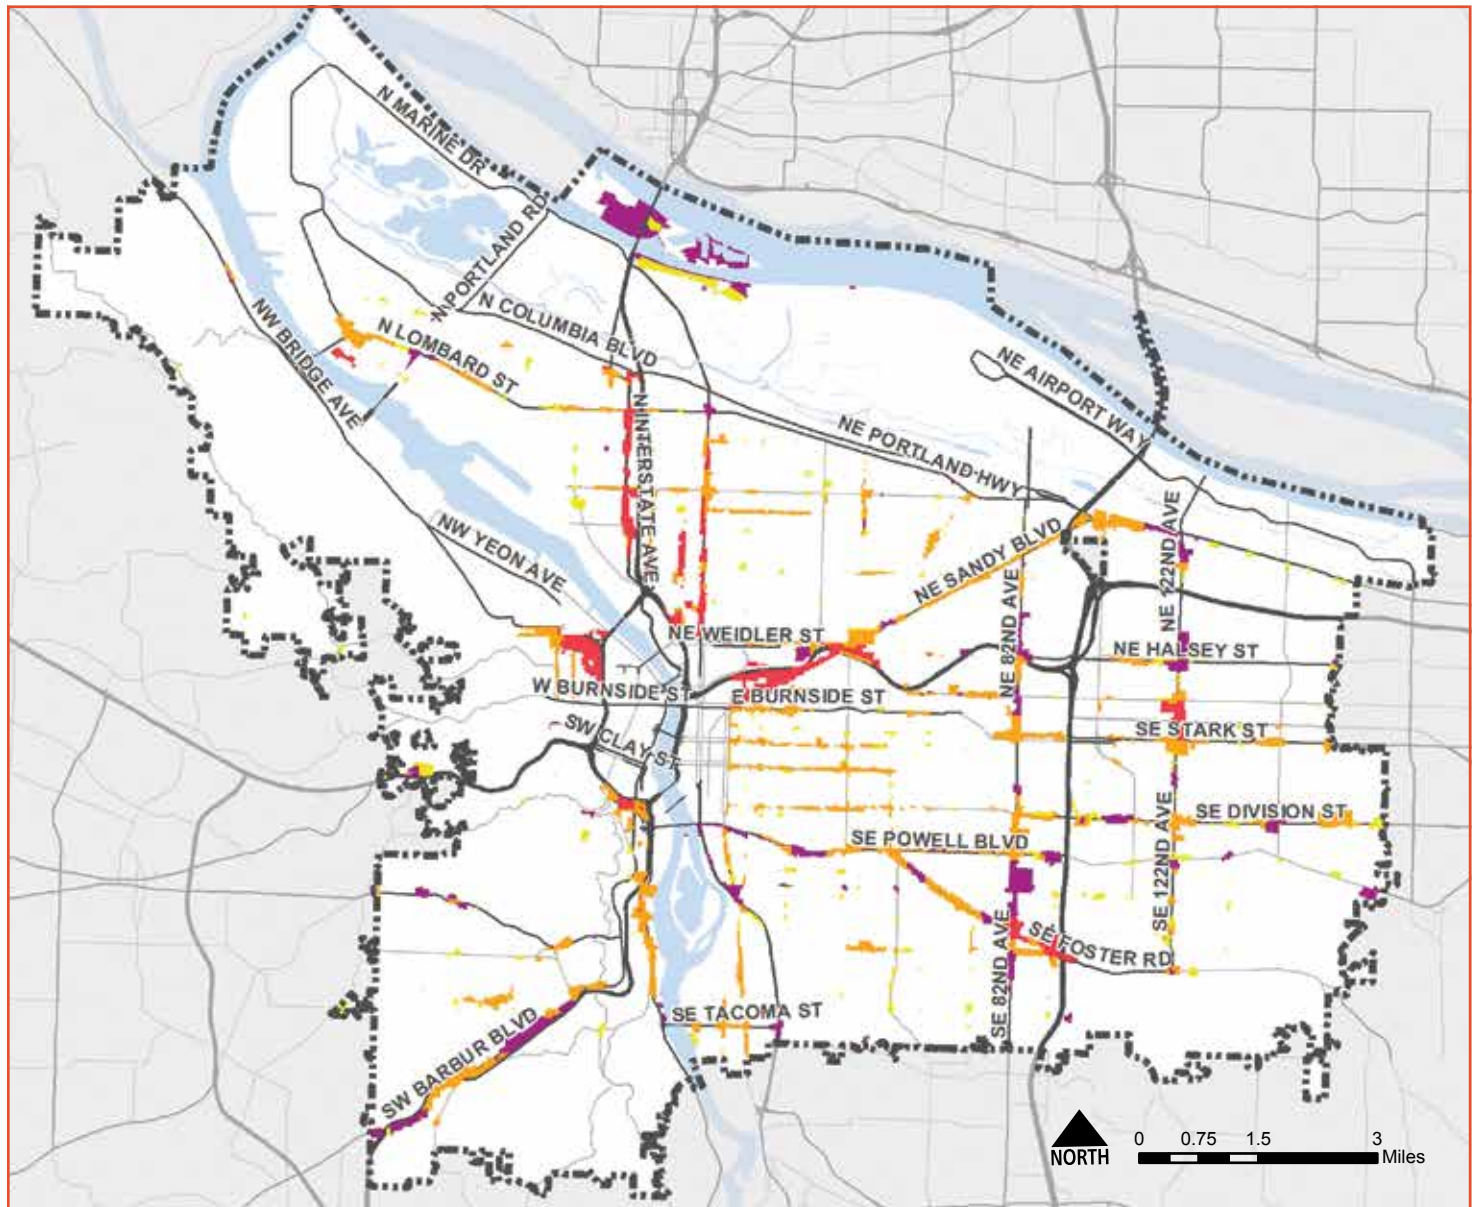 N MARINE DR
N PORTLAND RD
N COLUMBIA BLVD
N LOMBARD ST
NW BRIDGE AVE
NE AIRPORT WAY
N INTERSTATE AVE
NE PORTLAND HWY
NW YEON AVE
NE SANDY BLVD
NE 122ND AVE
NE 82ND AVE
NE WEIDLER ST
NE HALSEY ST
W BURNSIDE ST
E BURNSIDE ST
SW CLAY ST
SE STARK ST
SE DIVISION ST
SE POWELL BLVD
SE 122ND AVE
SE 82ND AVE
SE FOSTER RD
SE TACOMA ST
SW BARBUR BLVD
NORTH
0 0.75 1.5 3
Miles